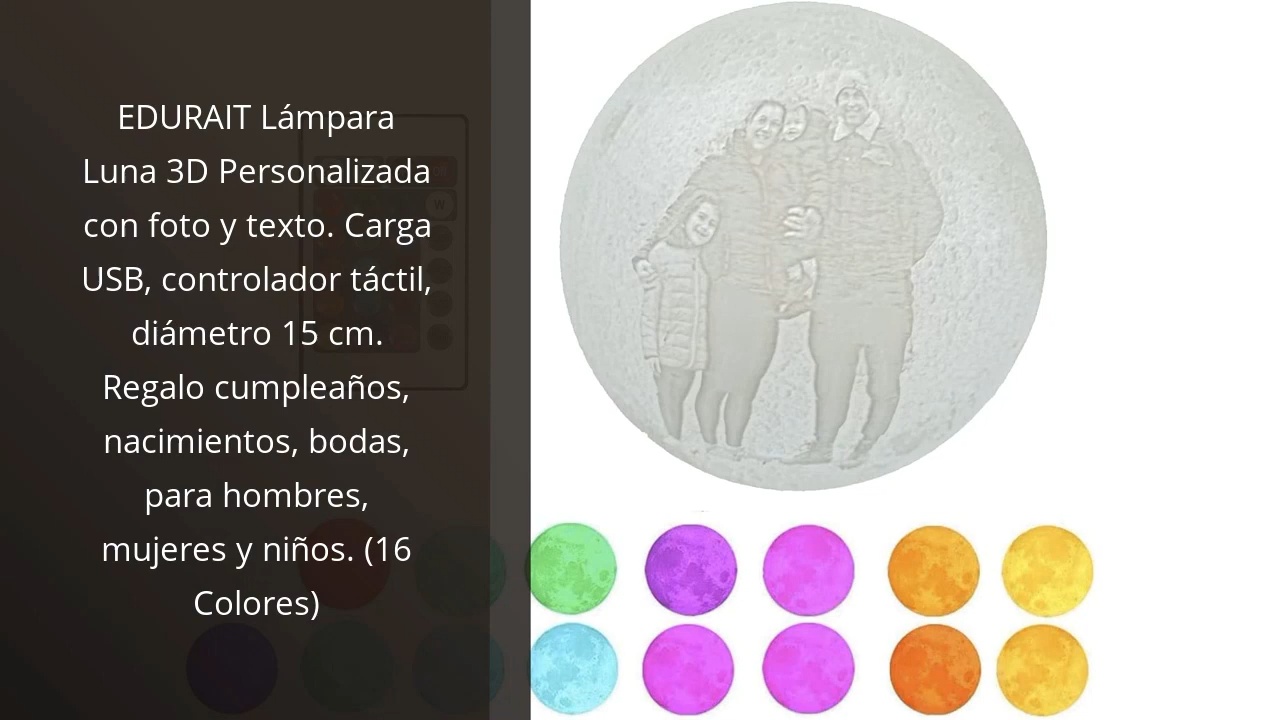 EDURAIT Lámpara
Luna 3D Personalizada
con foto y texto. Carga
USB, controlador táctil,
diámetro 15 cm.
Regalo cumpleaños,
nacimientos, bodas,
para hombres,
mujeres y niños. (16
Colores)
W